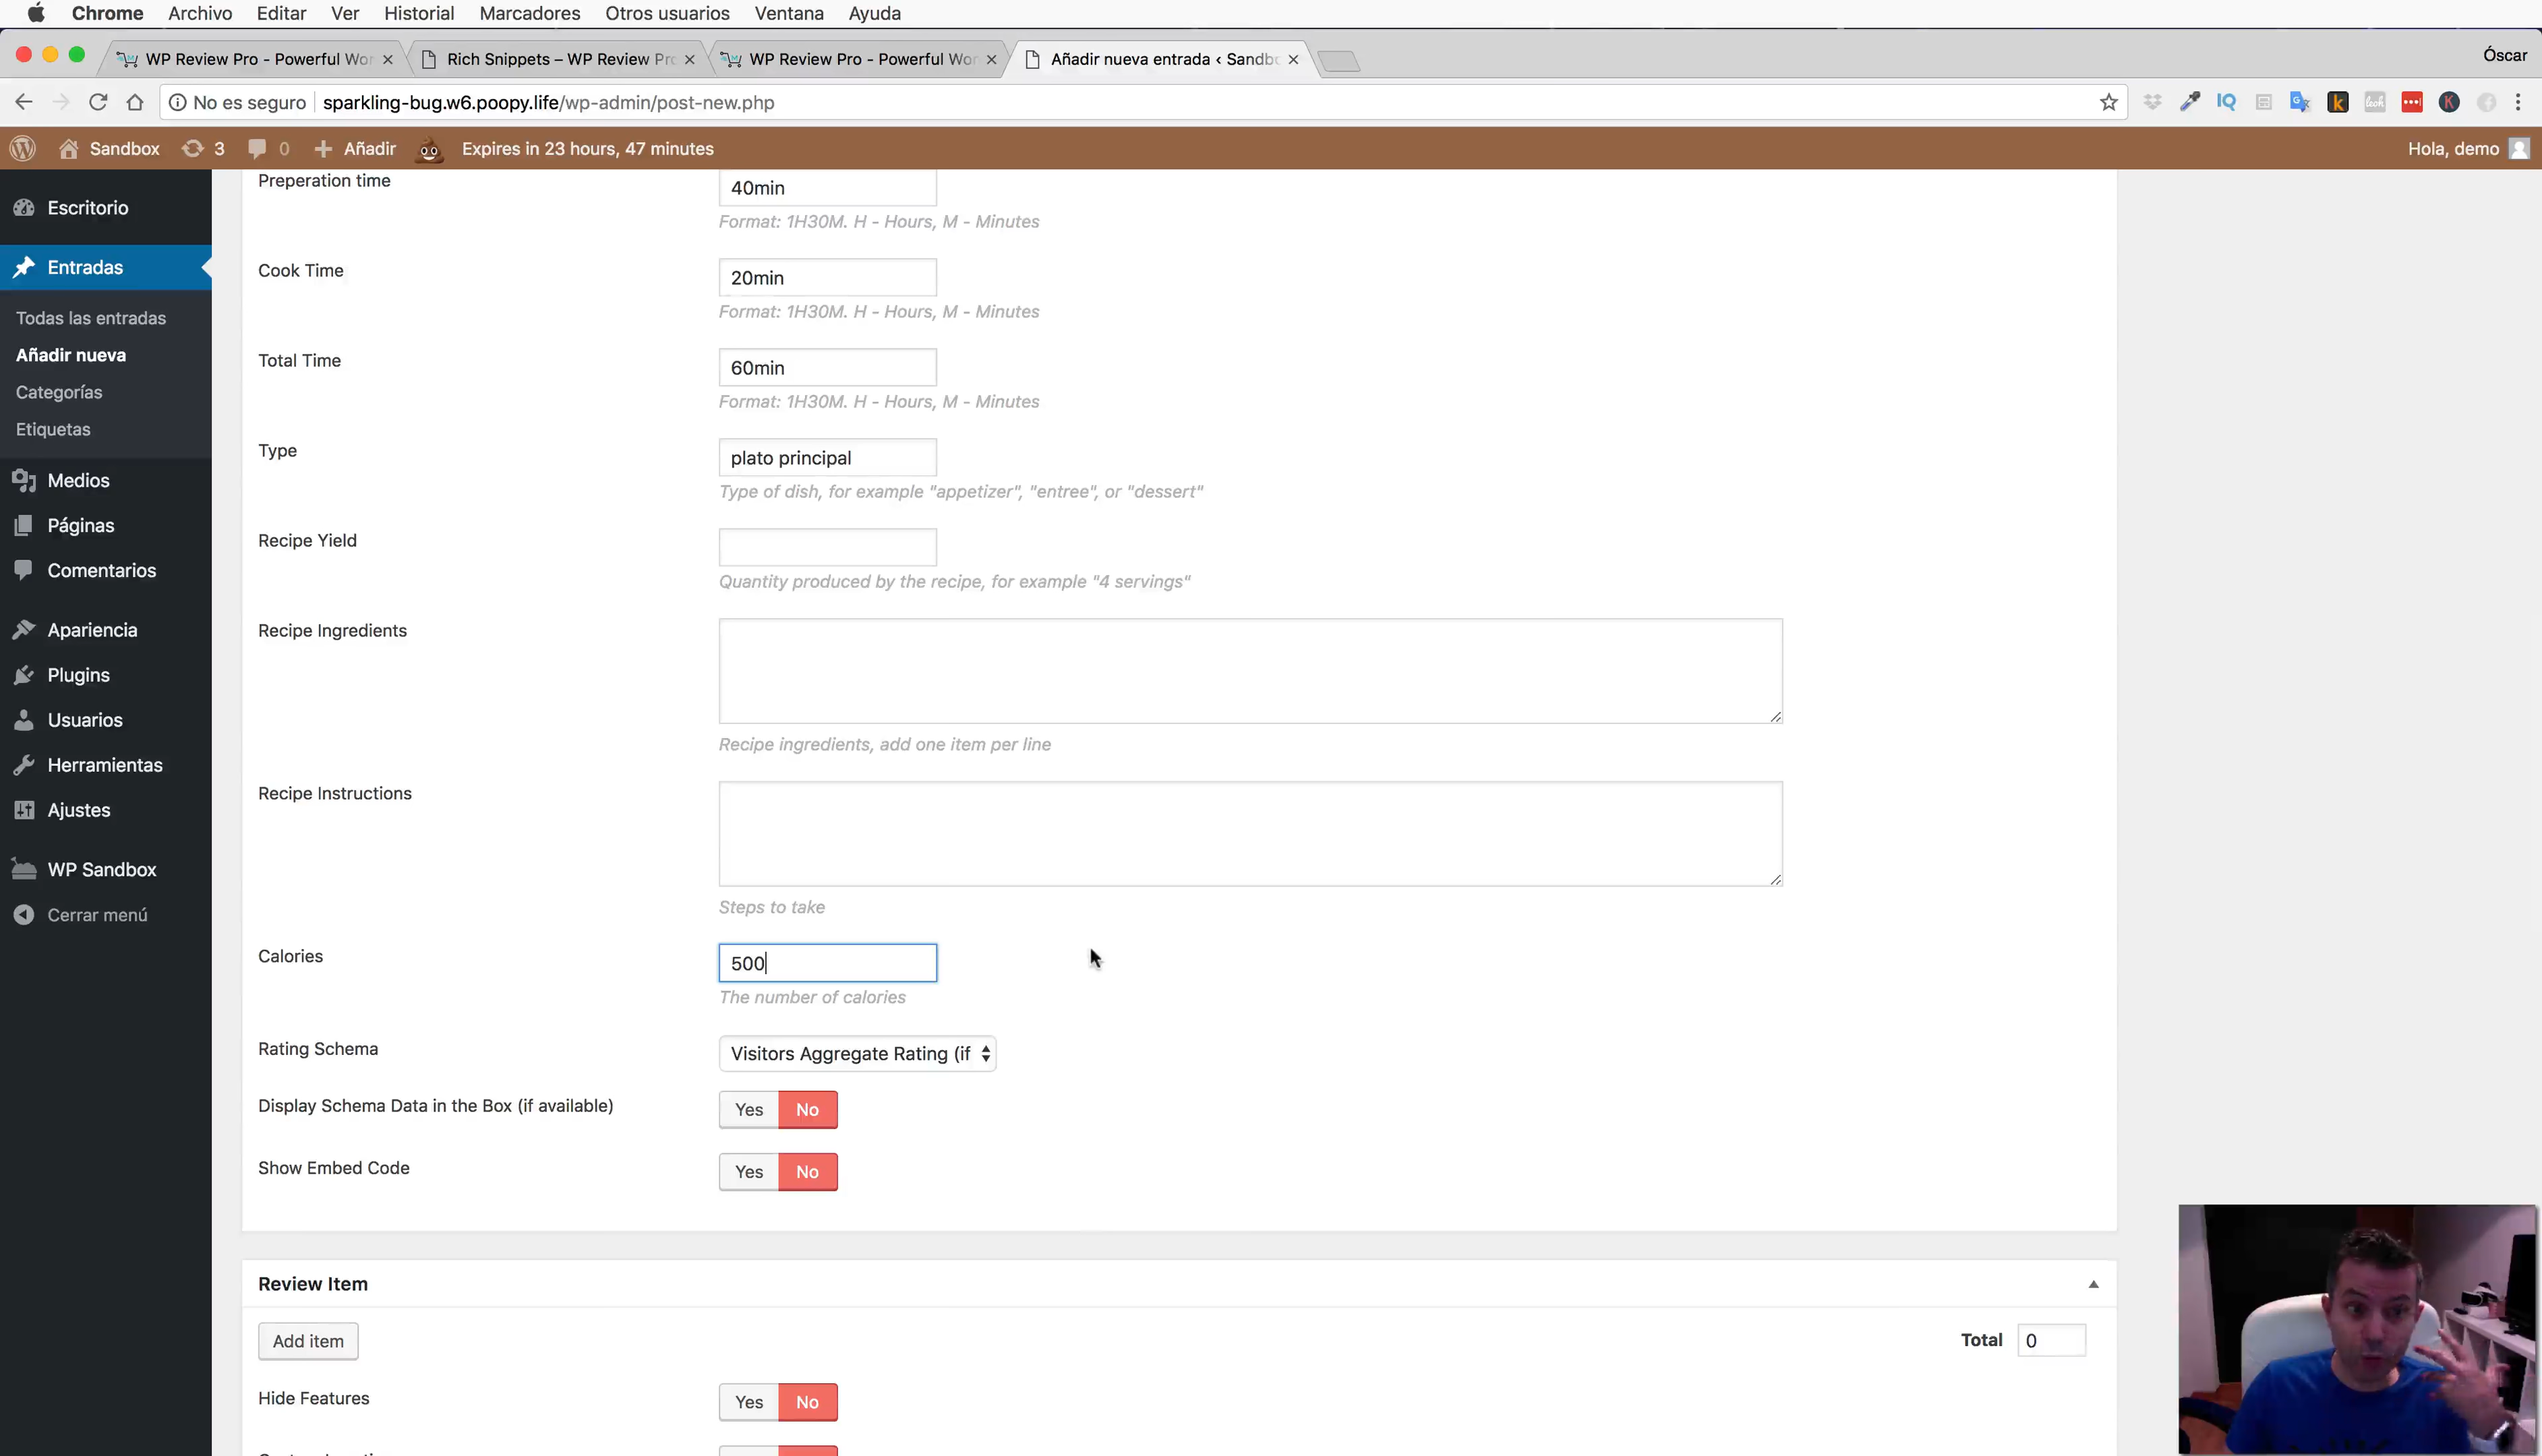 Chrome Archivo Editar Ver Historial Marcadores Otros usuarios Ventana Ayuda
WP Review Pro - Powerful Wor Rich Snippets – WP Review Pro WP Review Pro - Powerful Wor Añadir nueva entrada ‹ Sandbo Óscar
No es seguro sparkling-bug.w6.poopy.life/wp-admin/post-new.php
Sandbox 3 0 Añadir Expires in 23 hours, 47 minutes Hola, demo
Escritorio
Entradas
Todas las entradas
Añadir nueva
Categorías
Etiquetas
Medios
Páginas
Comentarios
Apariencia
Plugins
Usuarios
Herramientas
Ajustes
WP Sandbox
Cerrar menú
Preperation time 40min
Format: 1H30M. H - Hours, M - Minutes
Cook Time 20min
Format: 1H30M. H - Hours, M - Minutes
Total Time 60min
Format: 1H30M. H - Hours, M - Minutes
Type plato principal
Type of dish, for example "appetizer", "entree", or "dessert"
Recipe Yield
Quantity produced by the recipe, for example "4 servings"
Recipe Ingredients
Recipe ingredients, add one item per line
Recipe Instructions
Steps to take
Calories 500
The number of calories
Rating Schema Visitors Aggregate Rating (if
Display Schema Data in the Box (if available) Yes No
Show Embed Code Yes No
Review Item
Add item Total 0
Hide Features Yes No